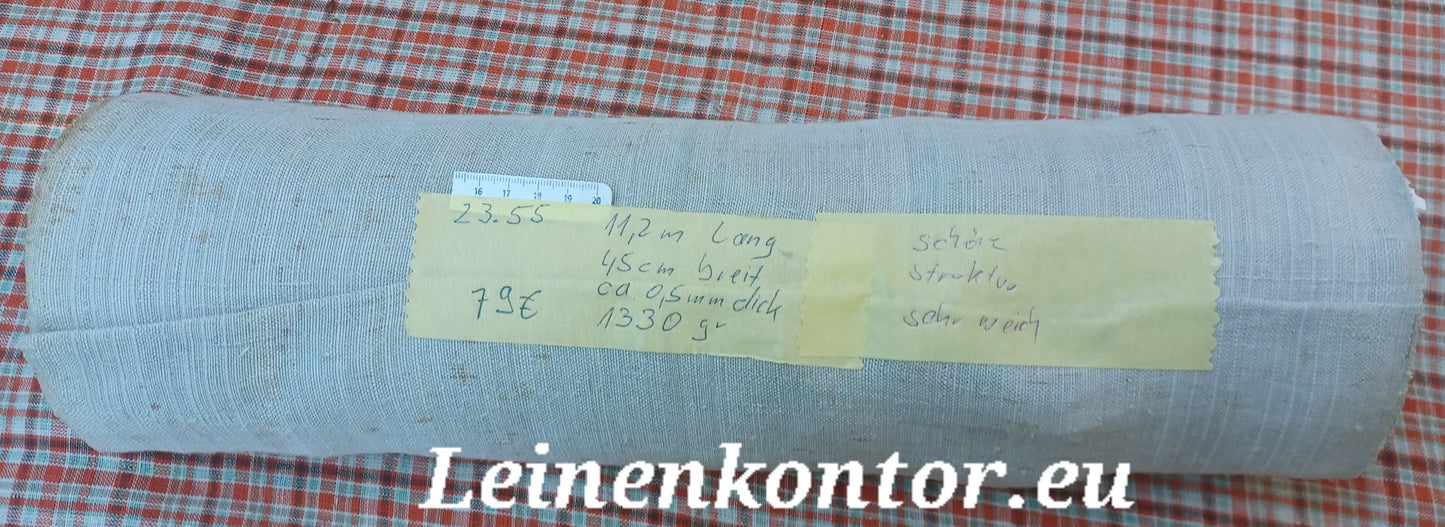 16 17 18 19 20
23.55
79€
11,2 m Lang
45cm breit
ca. 0,5mm dick
1330 gr
schöne
struktur
sehr weich
Leinenkontor.eu